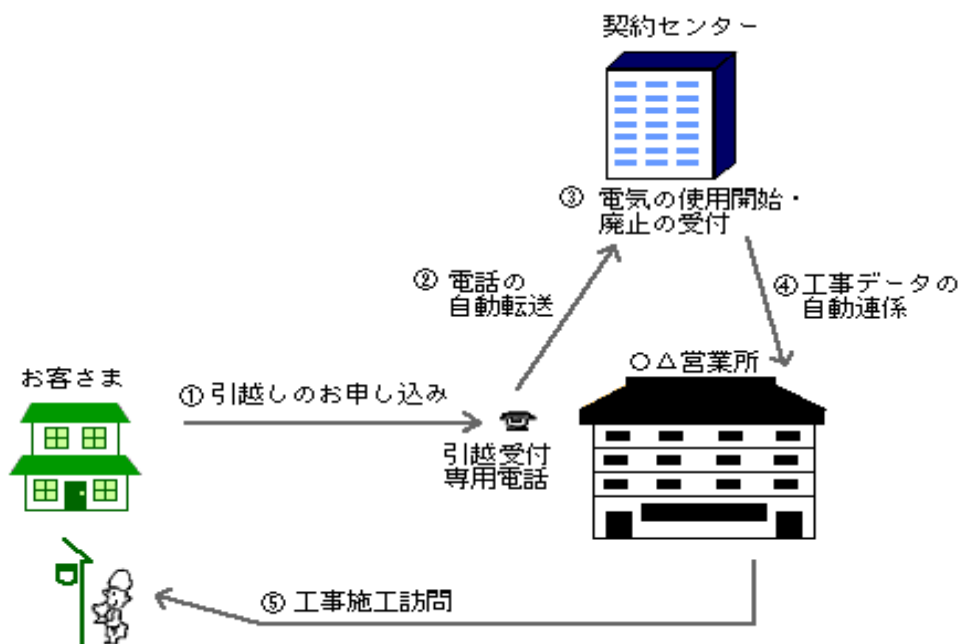 契約センター
③ 電気の使用開始・
廃止の受付
② 電話の
自動転送
④工事データの
自動連係
○△営業所
お客さま
①引越しのお申し込み
引越受付
専用電話
⑤ 工事施工訪問